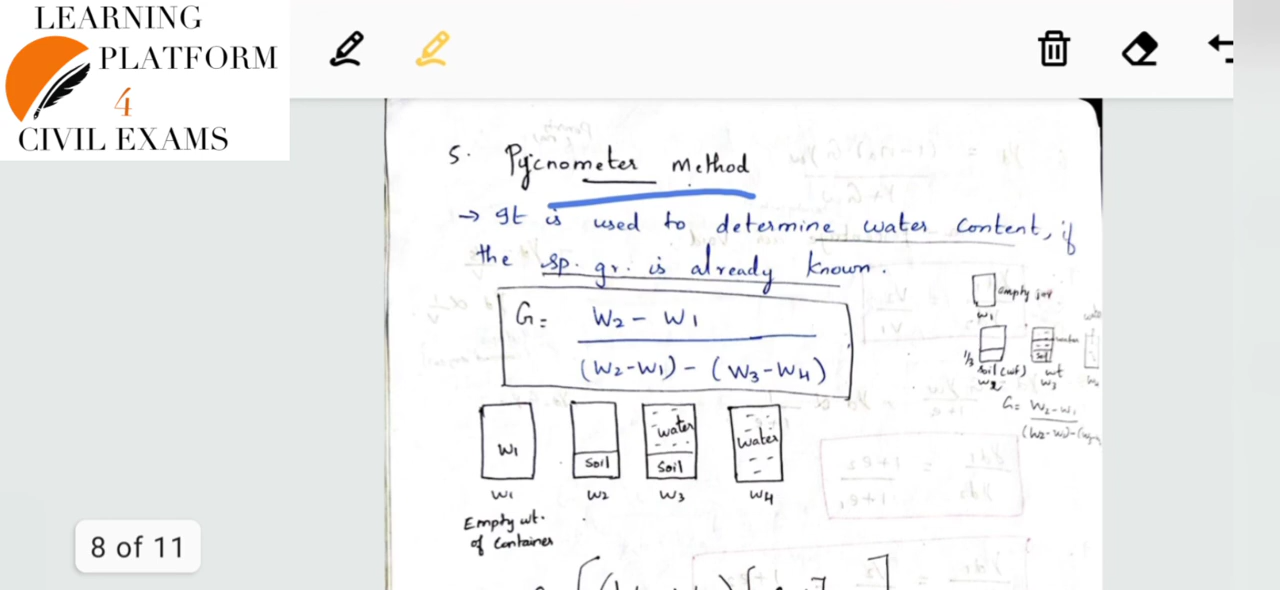 LEARNING
PLATFORM
4
CIVIL EXAMS
5. Pycnometer Method
→ It is used to determine water content, if
the sp. gr. is already known.
G = W2 - W1
(W2-W1) - (W3-W4)
empty jar
W1
1/3
soil (wt)
W2
water
soil
wt
W3
G = W2-W1
W1
soil
water
soil
water
W1
W2
W3
W4
Empty wt.
of Container
8 of 11